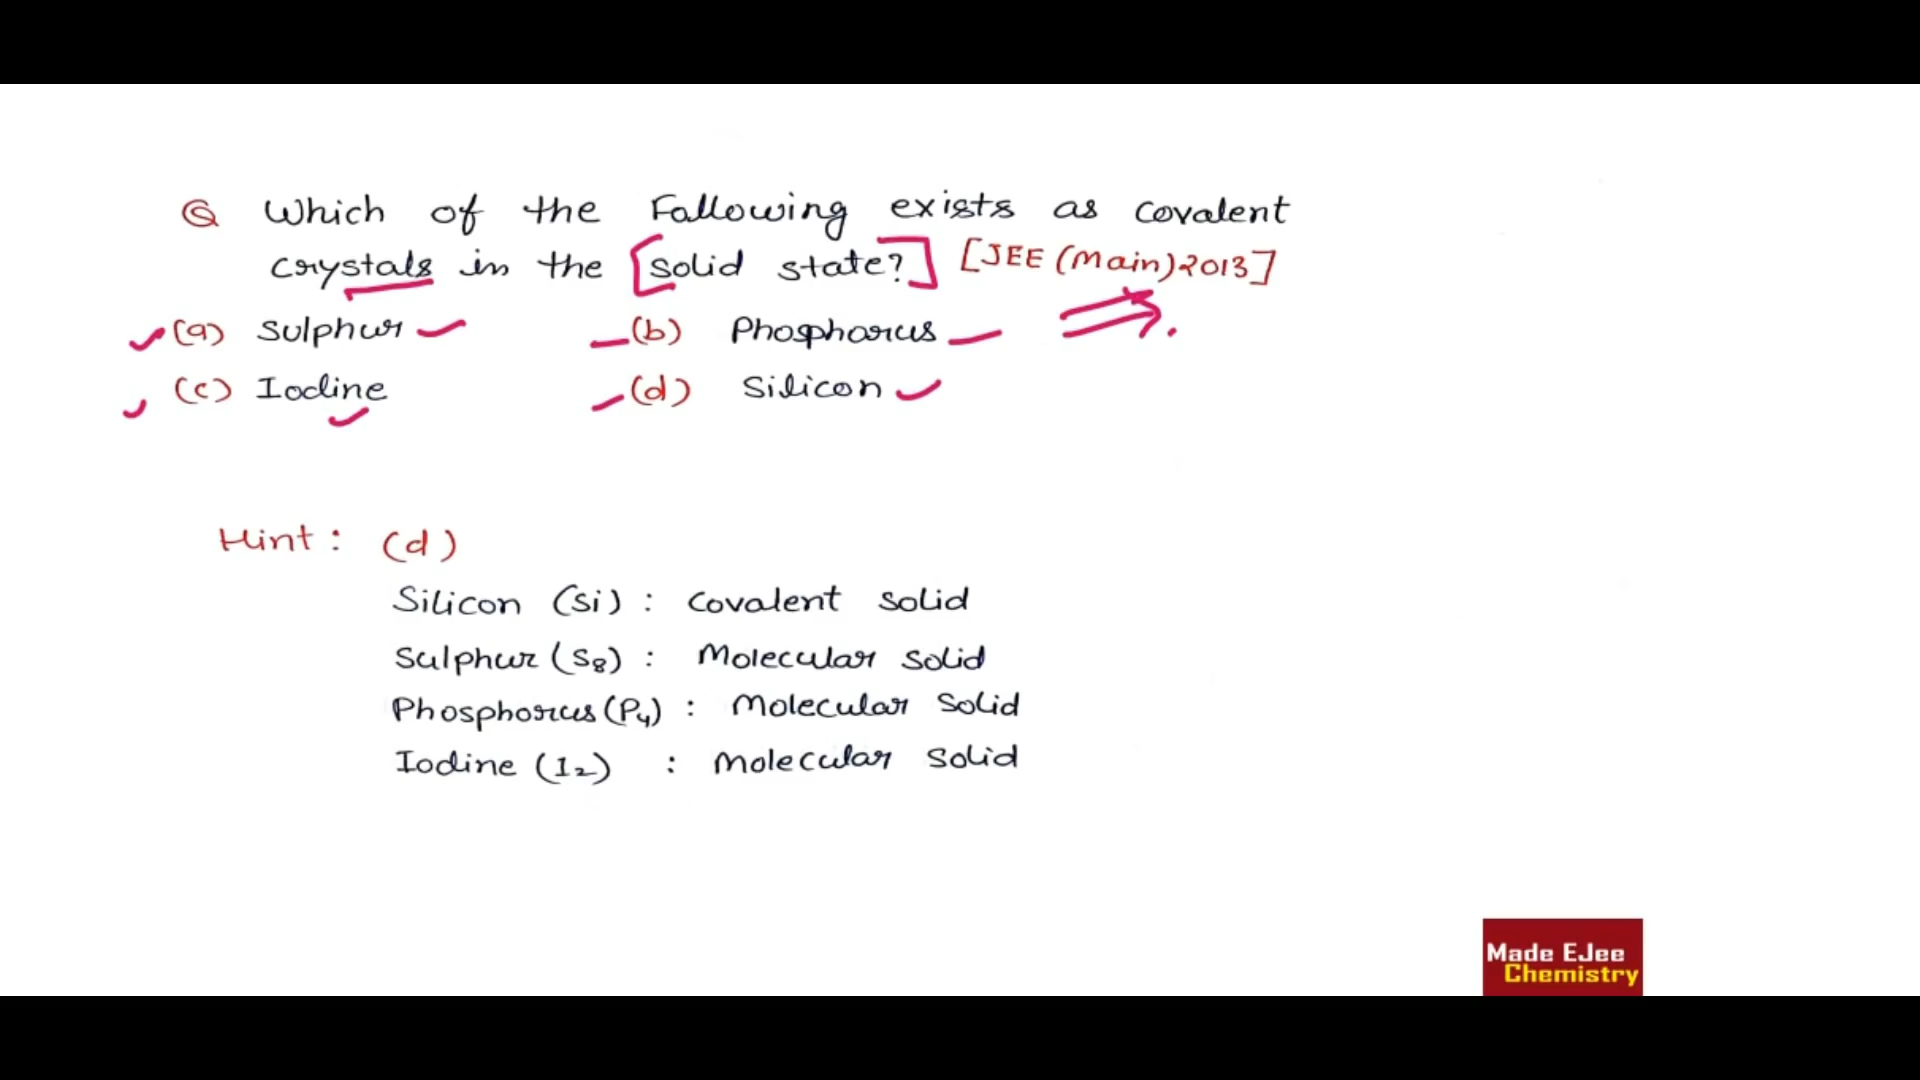 Q Which of the Following exists as covalent
crystals in the [solid state?] [JEE (Main) 2013]
(a) Sulphur (b) Phosphorus
(c) Iodine (d) Silicon
Hint : (d)
Silicon (Si) : Covalent solid
Sulphur (S₈) : Molecular solid
Phosphorus (P₄) : Molecular solid
Iodine (I₂) : Molecular solid
Made EJee
Chemistry